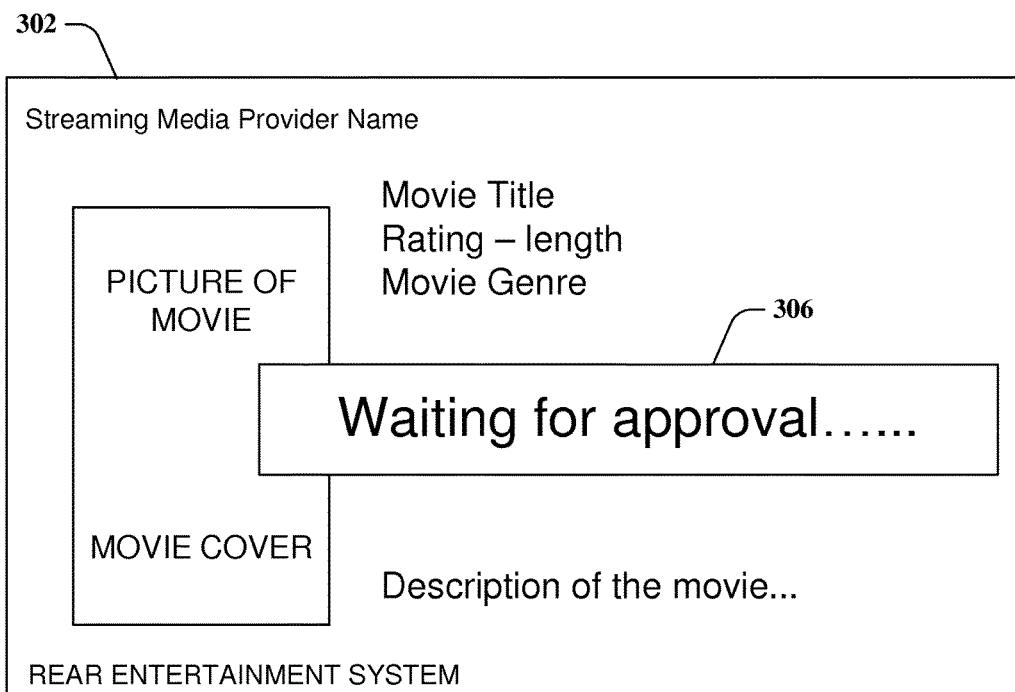 302
Streaming Media Provider Name
Movie Title
Rating – length
Movie Genre
PICTURE OF
MOVIE
306
Waiting for approval…...
MOVIE COVER
Description of the movie...
REAR ENTERTAINMENT SYSTEM